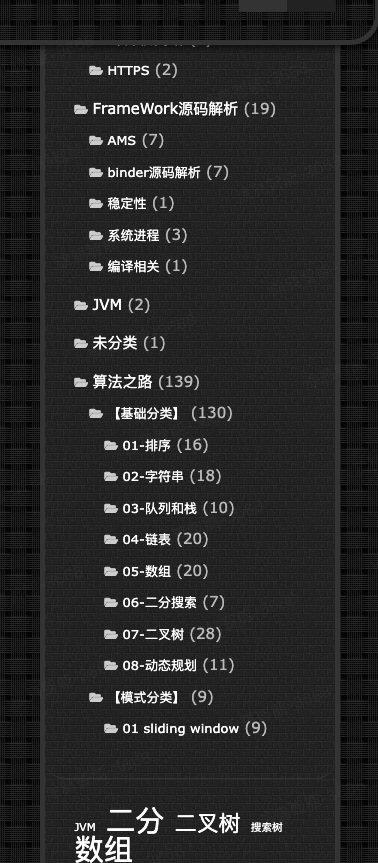 HTTPS (2)
FrameWork源码解析 (19)
AMS (7)
binder源码解析 (7)
稳定性 (1)
系统进程 (3)
编译相关 (1)
JVM (2)
未分类 (1)
算法之路 (139)
【基础分类】 (130)
01-排序 (16)
02-字符串 (18)
03-队列和栈 (10)
04-链表 (20)
05-数组 (20)
06-二分搜索 (7)
07-二叉树 (28)
08-动态规划 (11)
【模式分类】 (9)
01 sliding window (9)
JVM 二分 二叉树 搜索树
数组